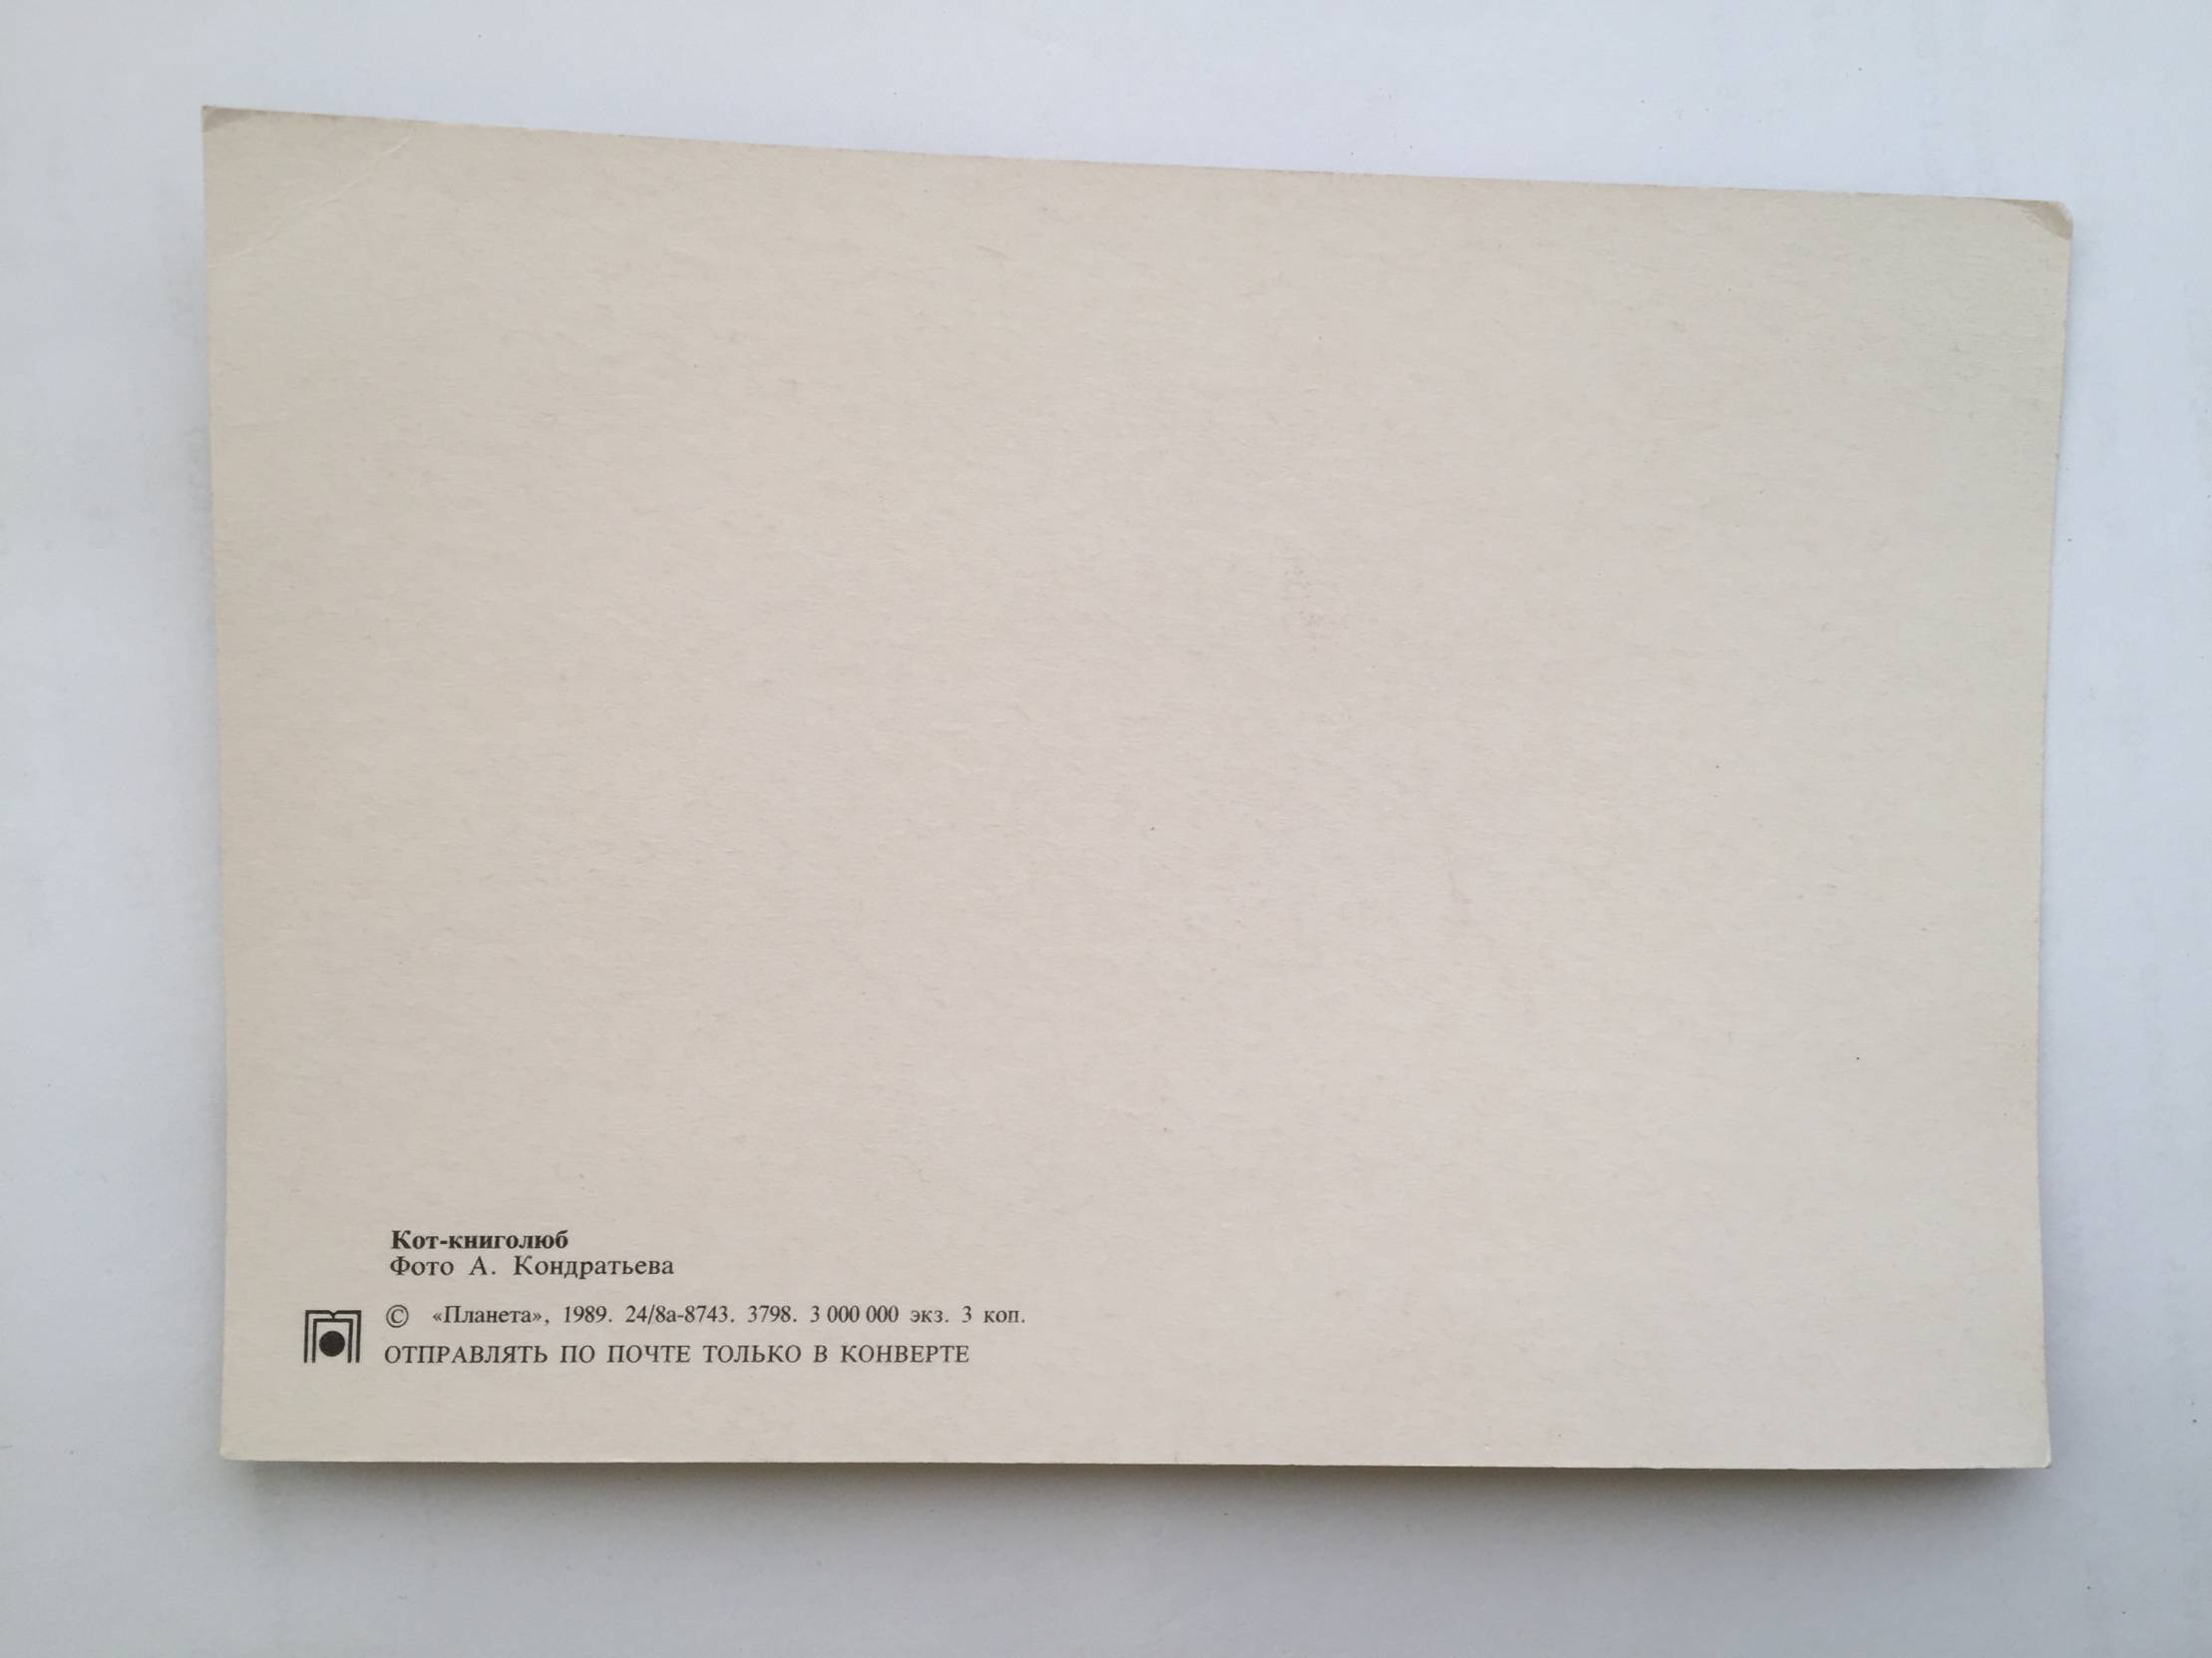 Кот-книголюб
Фото А. Кондратьева
© «Планета», 1989. 24/8а-8743. 3798. 3 000 000 экз. 3 коп.
ОТПРАВЛЯТЬ ПО ПОЧТЕ ТОЛЬКО В КОНВЕРТЕ